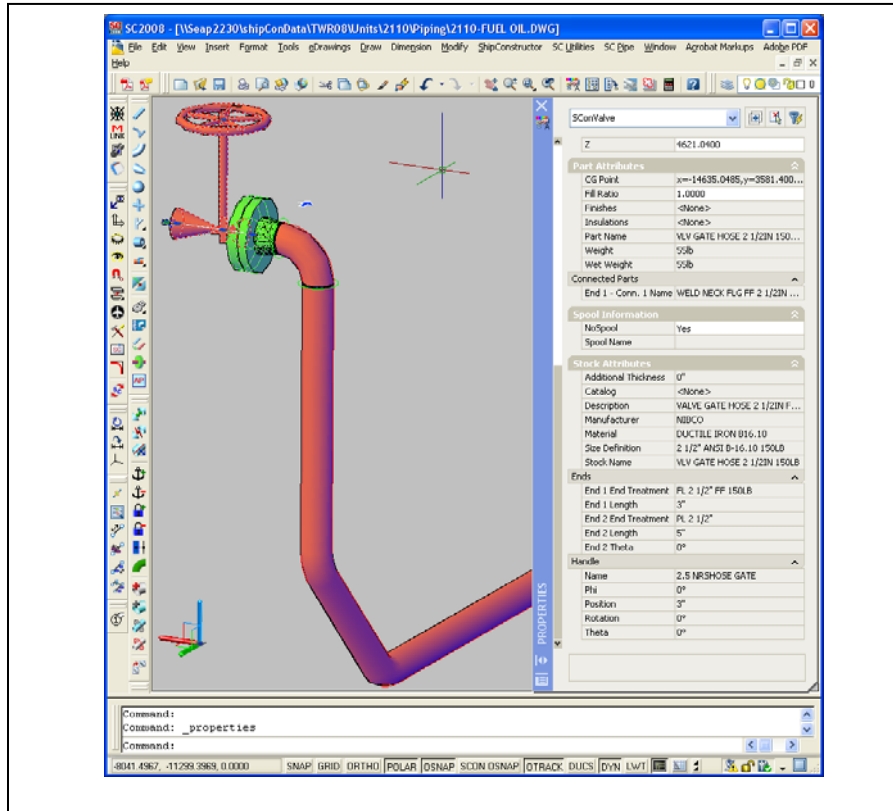 SC2008 - [\\Seap2230\shipConData\TWR08\Units\2110\Piping\2110-FUEL OIL.DWG]
File Edit View Insert Format Tools eDrawings Draw Dimension Modify ShipConstructor SC Utilities SC Pipe Window Acrobat Markups Adobe PDF
Help
M
LINK
AP
SConValve
Z 4621.0400
Part Attributes
CG Point x=-14635.0485,y=3581.400...
Fill Ratio 1.0000
Finishes <None>
Insulations <None>
Part Name VLV GATE HOSE 2 1/2IN 150...
Weight 55lb
Wet Weight 55lb
Connected Parts
End 1 - Conn. 1 Name WELD NECK FLG FF 2 1/2IN ...
Spool Information
NoSpool Yes
Spool Name
Stock Attributes
Additional Thickness 0"
Catalog <None>
Description VALVE GATE HOSE 2 1/2IN F...
Manufacturer NIBCO
Material DUCTILE IRON B16.10
Size Definition 2 1/2" ANSI B-16.10 150LB
Stock Name VLV GATE HOSE 2 1/2IN 150LB
Ends
End 1 End Treatment FL 2 1/2" FF 150LB
End 1 Length 3"
End 2 End Treatment PL 2 1/2"
End 2 Length 5"
End 2 Theta 0°
Handle
Name 2.5 NRSHOSE GATE
Phi 0°
Position 3"
Rotation 0°
Theta 0°
PROPERTIES
Command:
Command: _properties
Command:
-8041.4967, -11299.3969, 0.0000 SNAP GRID ORTHO POLAR OSNAP SCON OSNAP OTRACK DUCS DYN LWT